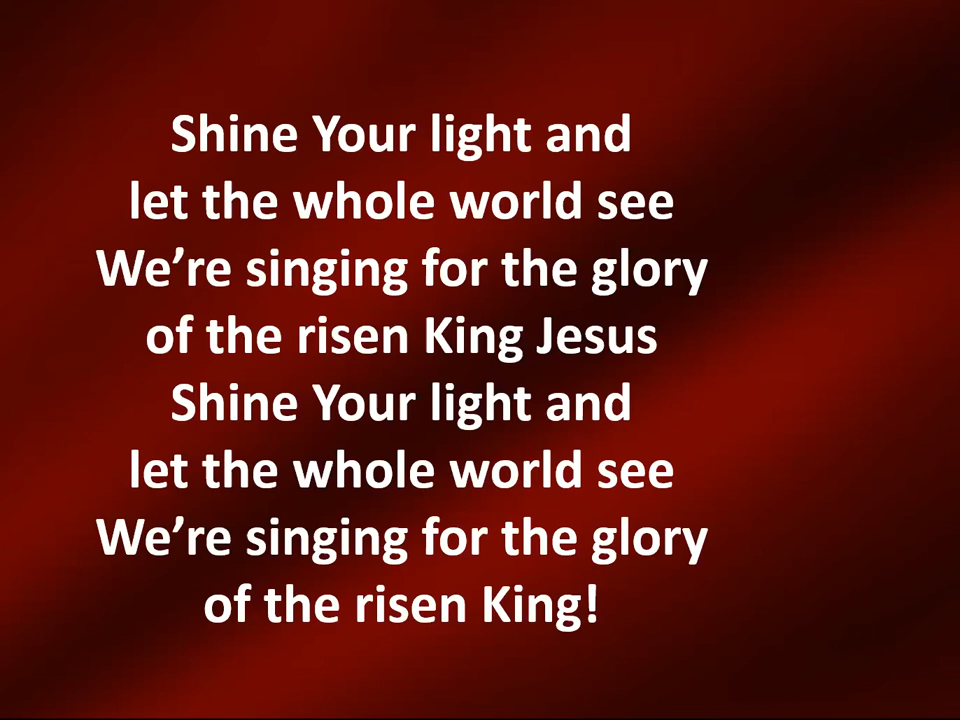 Shine Your light and
let the whole world see
We’re singing for the glory
of the risen King Jesus
Shine Your light and
let the whole world see
We’re singing for the glory
of the risen King!